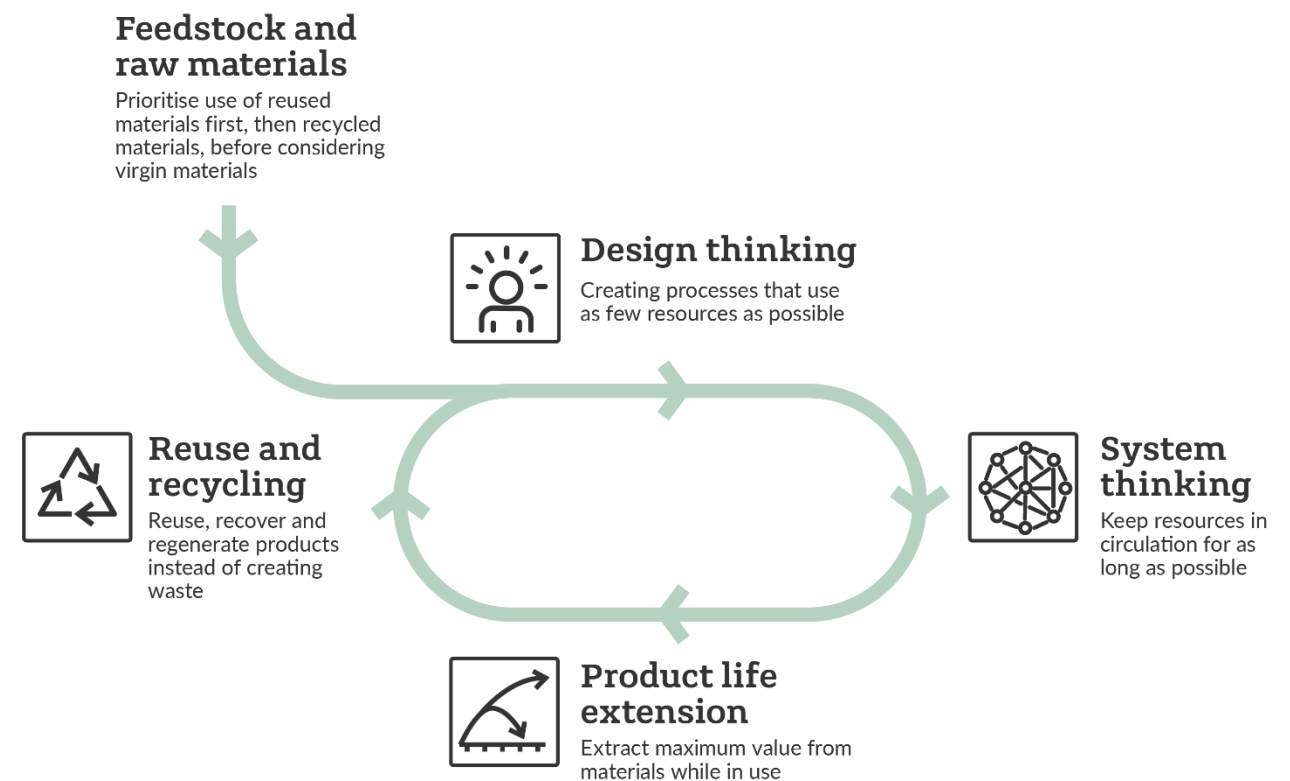 Feedstock and
raw materials
Prioritise use of reused
materials first, then recycled
materials, before considering
virgin materials
Design thinking
Creating processes that use
as few resources as possible
Reuse and
recycling
Reuse, recover and
regenerate products
instead of creating
waste
System
thinking
Keep resources in
circulation for as
long as possible
Product life
extension
Extract maximum value from
materials while in use